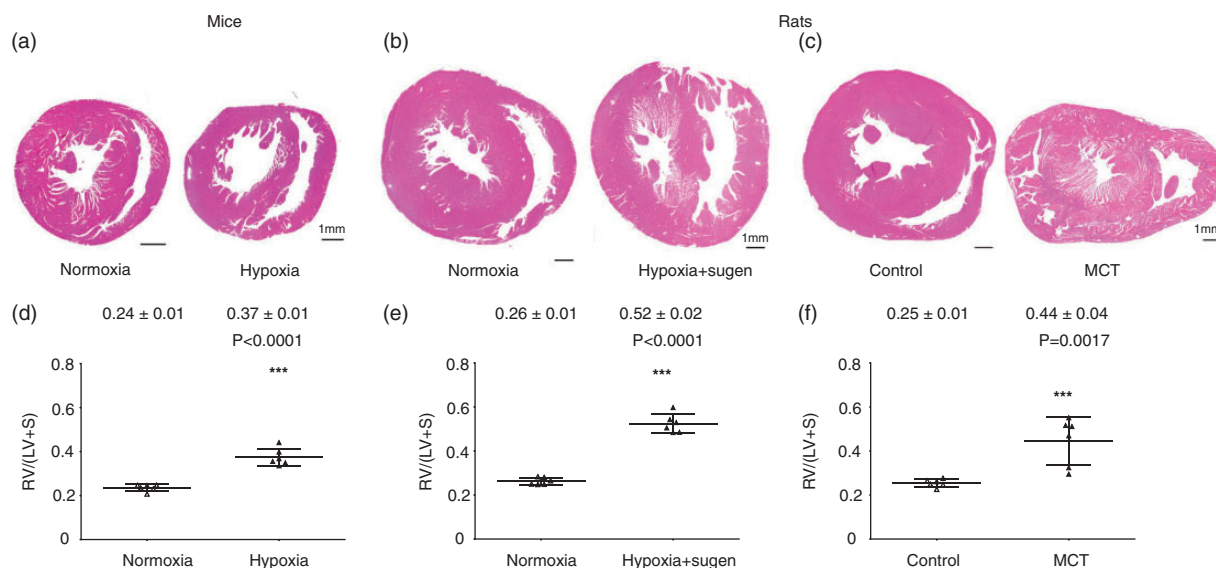 Mice
Rats
(a)
(b)
(c)
1mm
1mm
1mm
Normoxia
Hypoxia
Normoxia
Hypoxia+sugen
Control
MCT
(d)
0.24 ± 0.01
0.37 ± 0.01
P<0.0001
0.8
***
0.6
0.4
0.2
0
RV/(LV+S)
Normoxia
Hypoxia
(e)
0.26 ± 0.01
0.52 ± 0.02
P<0.0001
0.8
***
0.6
0.4
0.2
0
RV/(LV+S)
Normoxia
Hypoxia+sugen
(f)
0.25 ± 0.01
0.44 ± 0.04
P=0.0017
0.8
***
0.6
0.4
0.2
0
RV/(LV+S)
Control
MCT